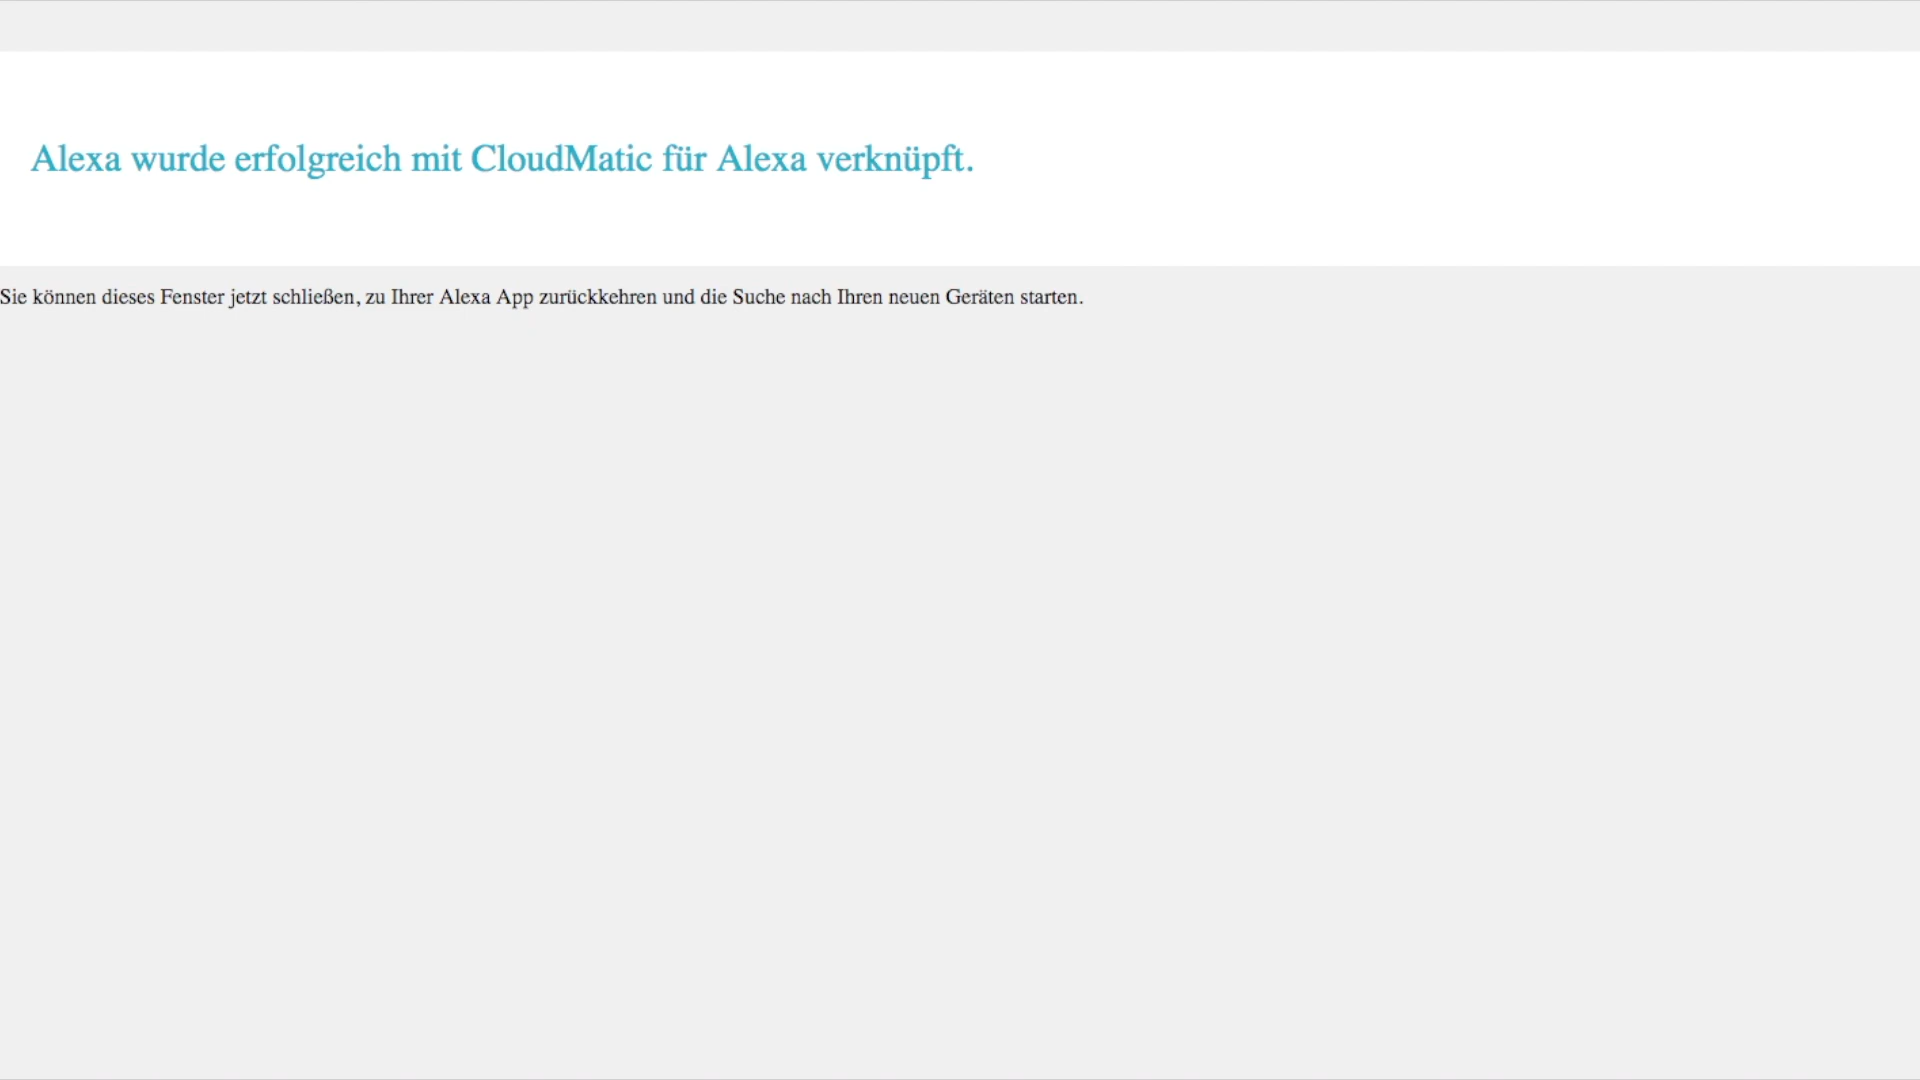 Alexa wurde erfolgreich mit CloudMatic für Alexa verknüpft.
Sie können dieses Fenster jetzt schließen, zu Ihrer Alexa App zurückkehren und die Suche nach Ihren neuen Geräten starten.